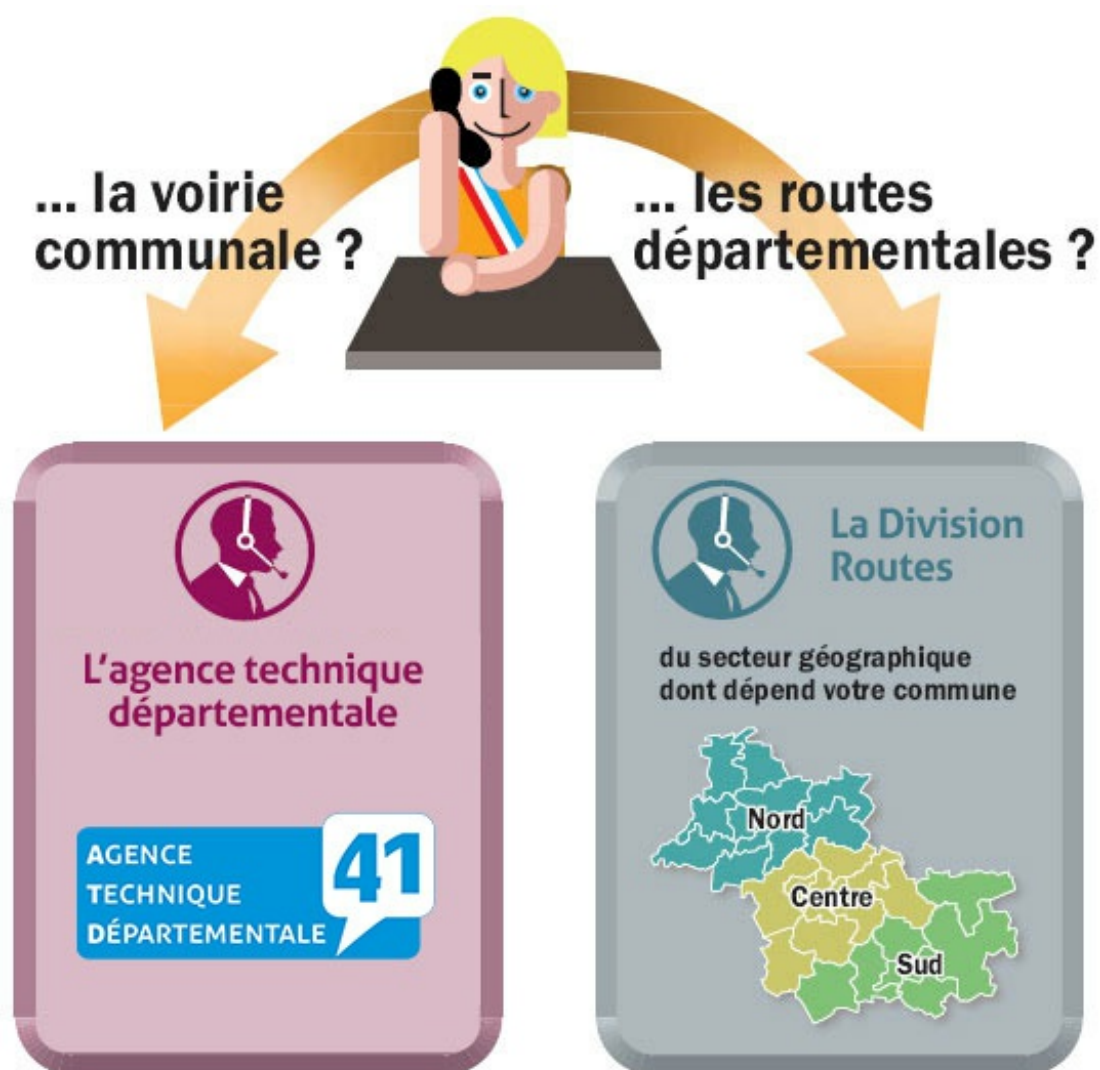 ... la voirie
communale ?
... les routes
départementales ?
L'agence technique
départementale
AGENCE
TECHNIQUE
DÉPARTEMENTALE
41
La Division
Routes
du secteur géographique
dont dépend votre commune
Nord
Centre
Sud